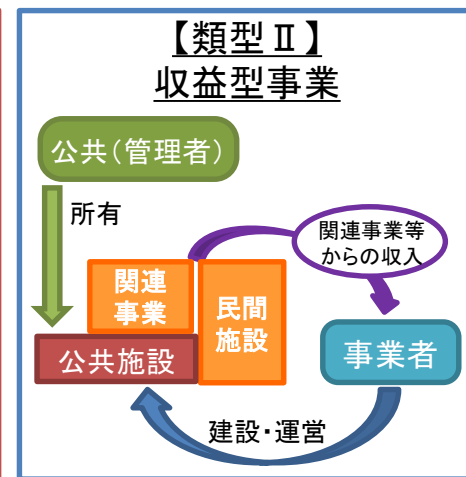 【類型Ⅱ】
収益型事業
公共(管理者)
所有
関連事業等
からの収入
関連
事業
民間
施設
公共施設
事業者
建設・運営